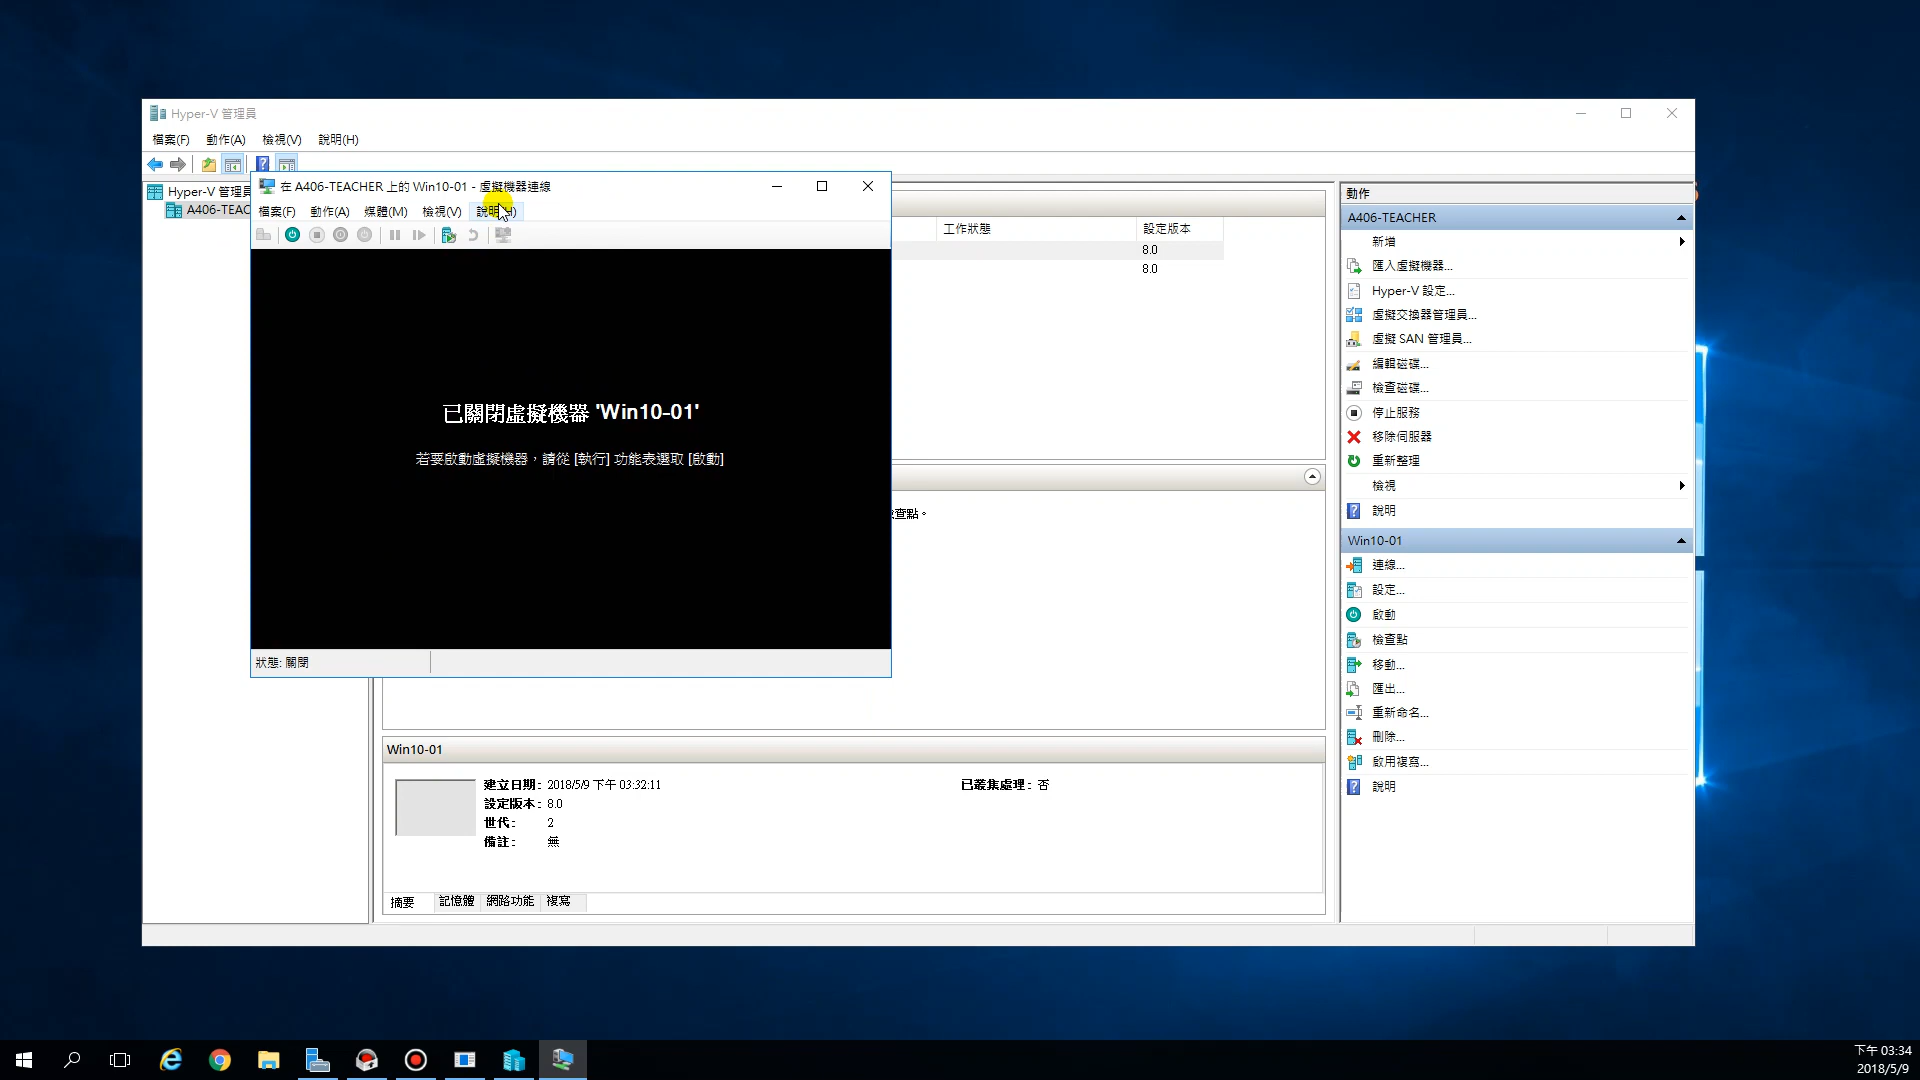 Hyper-V 管理員
檔案(F) 動作(A) 檢視(V) 說明(H)
Hyper-V 管理員
A406-TEAC
在 A406-TEACHER 上的 Win10-01 - 虛擬機器連線
檔案(F) 動作(A) 媒體(M) 檢視(V) 說明(H)
已關閉虛擬機器 'Win10-01'
若要啟動虛擬機器，請從 [執行] 功能表選取 [啟動]
狀態: 關閉
工作狀態 設定版本
8.0
8.0
查點。
Win10-01
建立日期: 2018/5/9 下午 03:32:11 已叢集處理: 否
設定版本: 8.0
世代: 2
備註: 無
摘要 記憶體 網路功能 複寫
動作
A406-TEACHER
新增
匯入虛擬機器...
Hyper-V 設定...
虛擬交換器管理員...
虛擬 SAN 管理員...
編輯磁碟...
檢查磁碟...
停止服務
移除伺服器
重新整理
檢視
說明
Win10-01
連線...
設定...
啟動
檢查點
移動...
匯出...
重新命名...
刪除...
啟用複寫...
說明
下午 03:34
2018/5/9